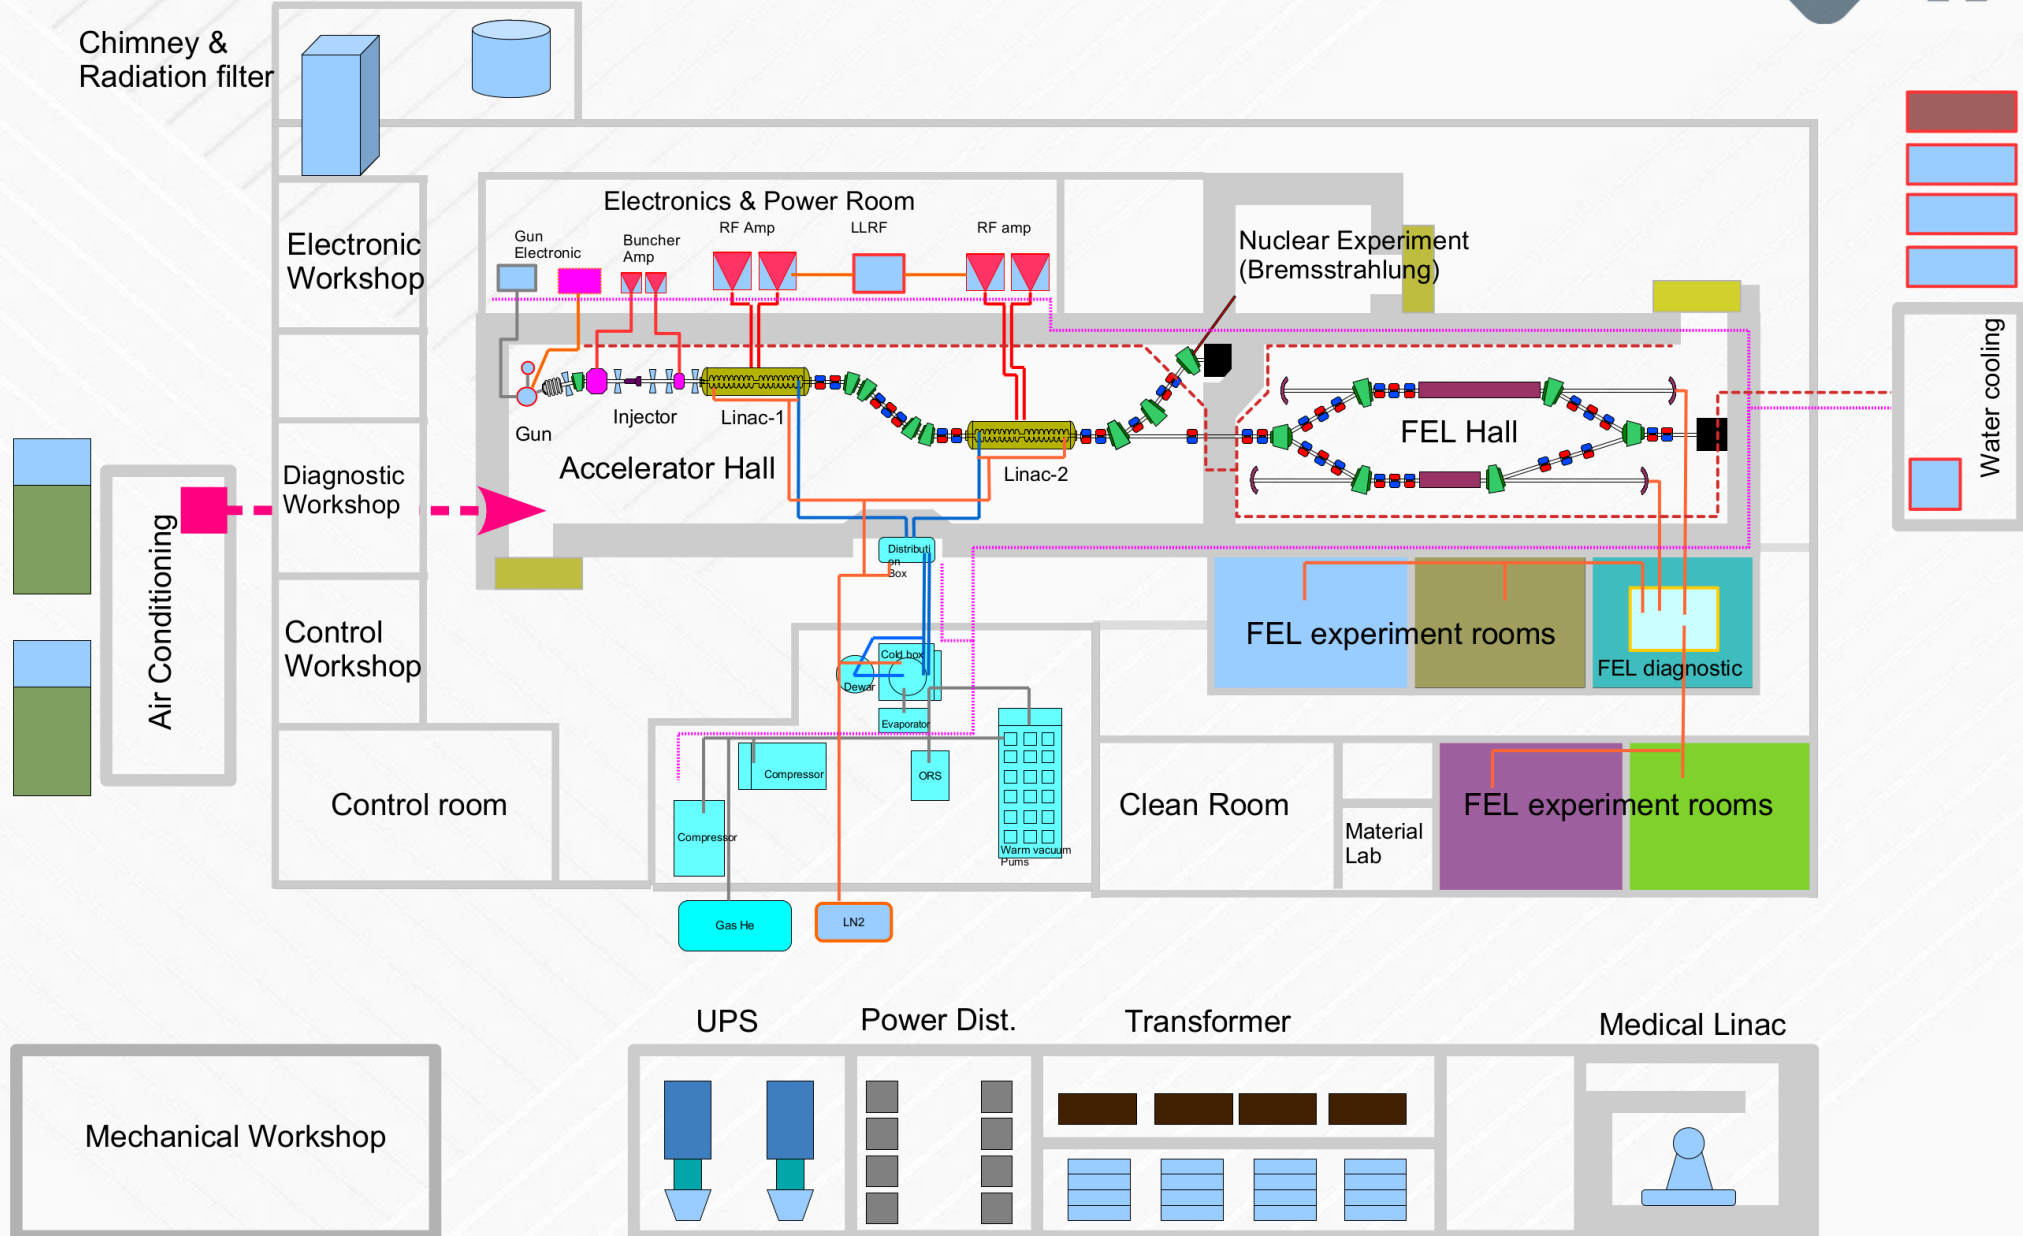 Chimney &
Radiation filter
Electronics & Power Room
Gun
Electronic
Buncher
Amp
RF Amp
LLRF
RF amp
Nuclear Experiment
(Bremsstrahlung)
Electronic
Workshop
Water cooling
Gun
Injector
Linac-1
Linac-2
Accelerator Hall
FEL Hall
Diagnostic
Workshop
Air Conditioning
Distributi
on
Box
Control
Workshop
Cold box
Dewar
Evaporator
FEL experiment rooms
FEL diagnostic
Control room
Compressor
ORS
Compressor
Warm vacuum
Pums
Clean Room
Material
Lab
FEL experiment rooms
Gas He
LN2
UPS
Power Dist.
Transformer
Medical Linac
Mechanical Workshop